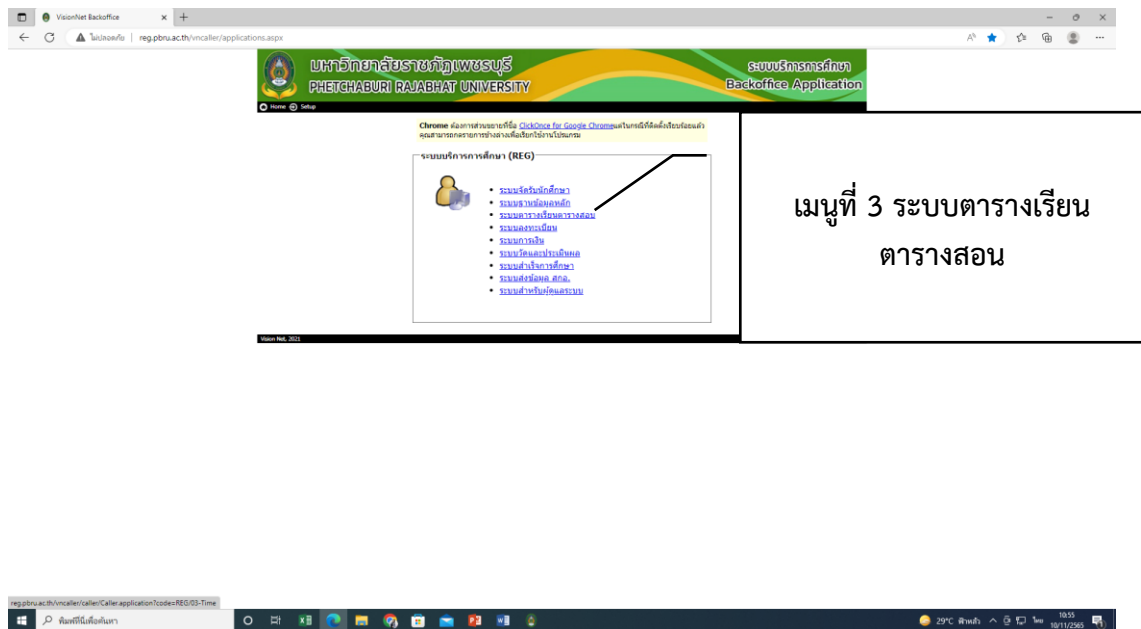 VisionNet Backoffice
ไม่ปลอดภัย | reg.pbru.ac.th/vncaller/applications.aspx
มหาวิทยาลัยราชภัฏเพชรบุรี
PHETCHABURI RAJABHAT UNIVERSITY
ระบบบริการการศึกษา
Backoffice Application
Home Setup
Chrome ต้องการส่วนขยายที่ชื่อ ClickOnce for Google Chromeแต่ในกรณีที่ติดตั้งเรียบร้อยแล้ว
คุณสามารถกดรายการข้างล่างเพื่อเรียกใช้งานโปรแกรม
ระบบบริการการศึกษา (REG)
ระบบจัดรับนักศึกษา
ระบบฐานข้อมูลหลัก
ระบบตารางเรียนตารางสอบ
ระบบลงทะเบียน
ระบบการเงิน
ระบบวัดและประเมินผล
ระบบสำเร็จการศึกษา
ระบบส่งข้อมูล สกอ.
ระบบสำหรับผู้ดูแลระบบ
เมนูที่ 3 ระบบตารางเรียน
ตารางสอน
Vision Net, 2021
reg.pbru.ac.th/vncaller/caller/Caller.application?code=REG/03-Time
พิมพ์ที่นี่เพื่อค้นหา
29°C ฟ้าหลัว
ไทย
10:55
10/11/2565